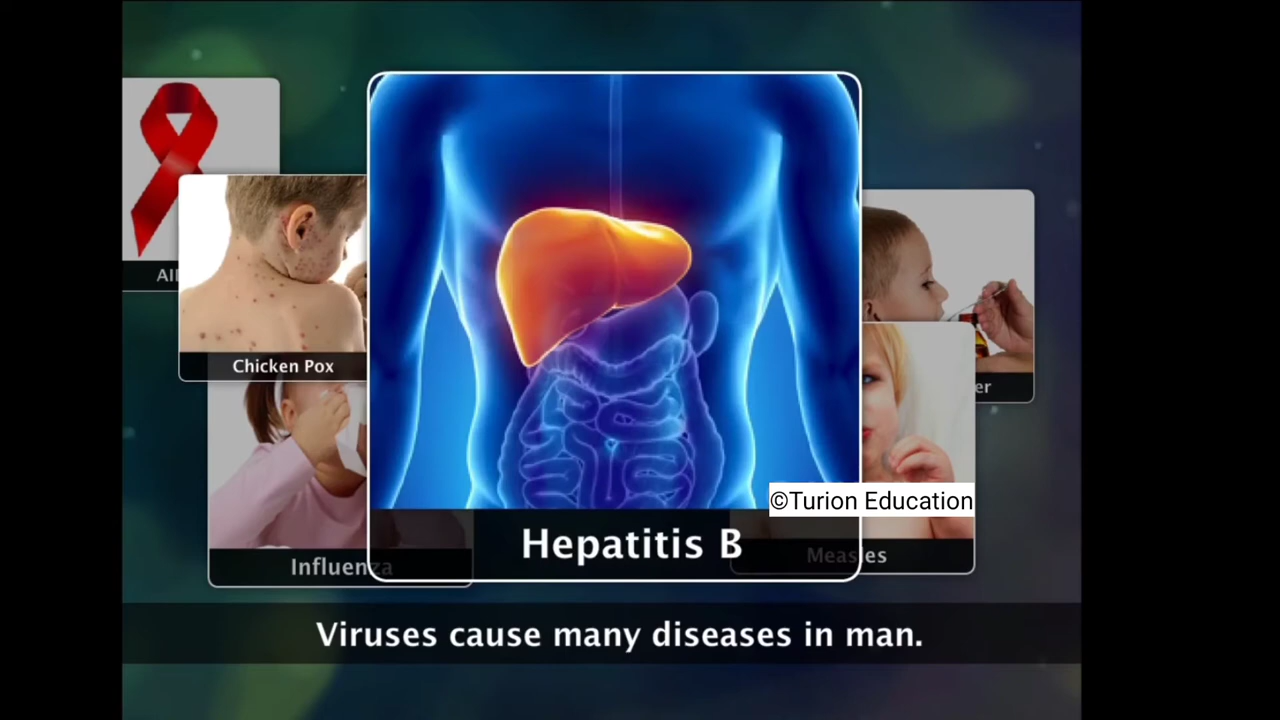 Chicken Pox
©Turion Education
Hepatitis B
Influenza
Measles
Viruses cause many diseases in man.